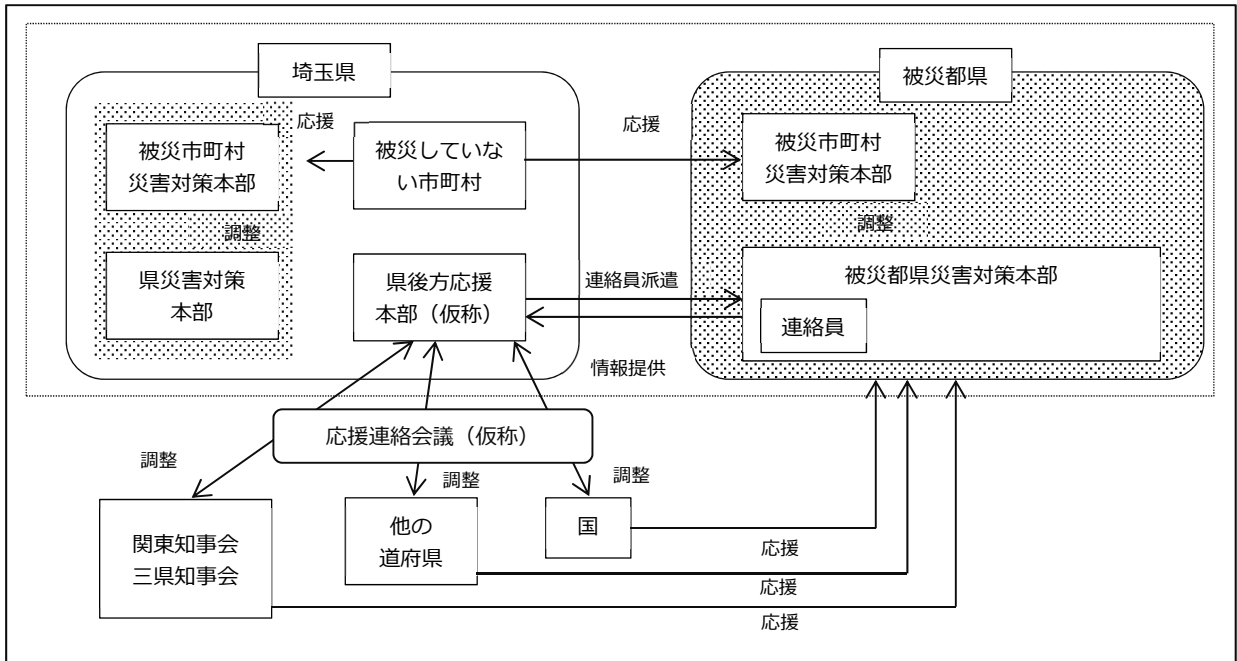 埼玉県
被災都県
応援
応援
被災市町村
災害対策本部
被災していな
い市町村
被災市町村
災害対策本部
調整
調整
県災害対策
本部
県後方応援
本部（仮称）
連絡員派遣
被災都県災害対策本部
連絡員
情報提供
応援連絡会議（仮称）
調整
調整
調整
関東知事会
三県知事会
他の
道府県
国
応援
応援
応援